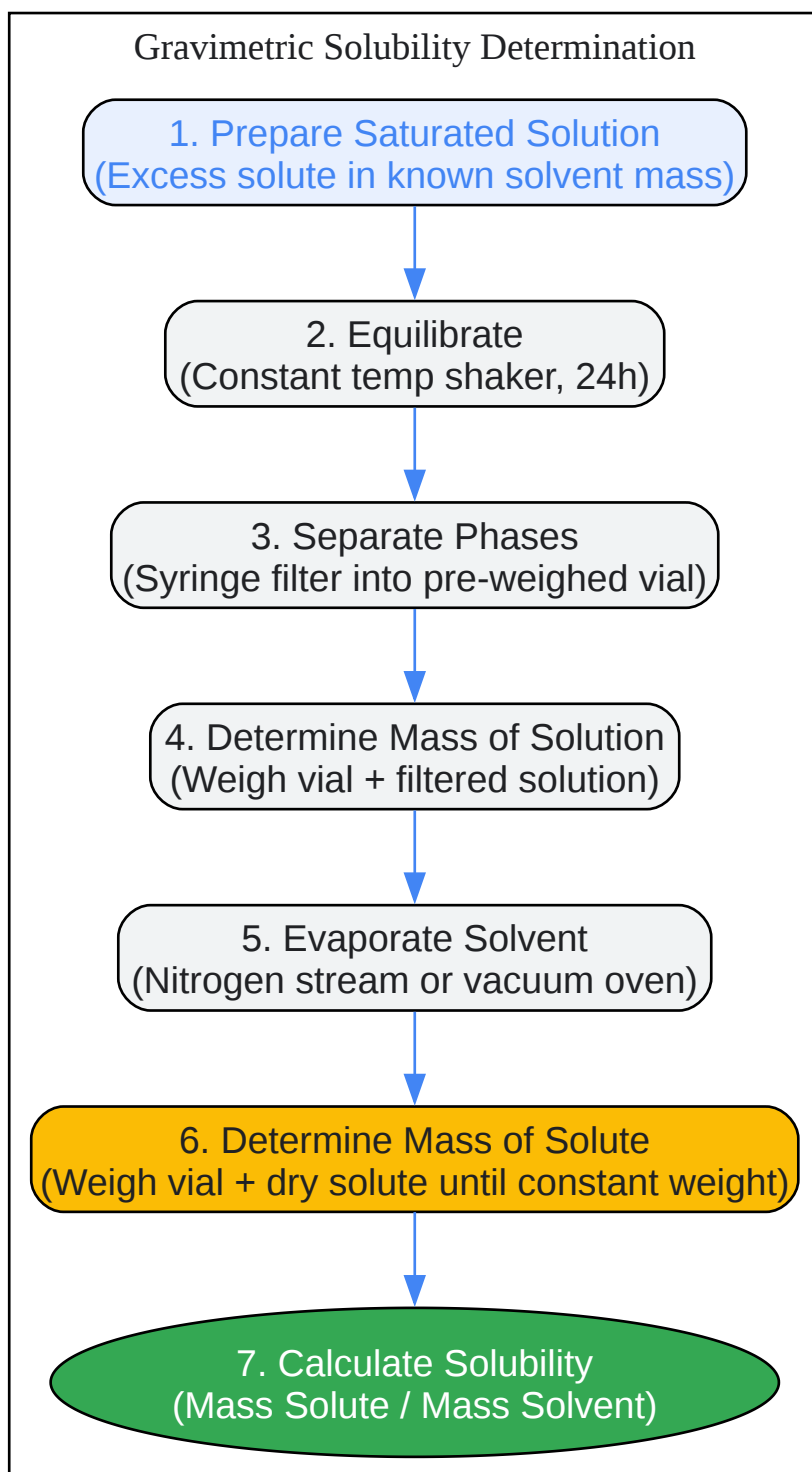 Gravimetric Solubility Determination
1. Prepare Saturated Solution
(Excess solute in known solvent mass)
2. Equilibrate
(Constant temp shaker, 24h)
3. Separate Phases
(Syringe filter into pre-weighed vial)
4. Determine Mass of Solution
(Weigh vial + filtered solution)
5. Evaporate Solvent
(Nitrogen stream or vacuum oven)
6. Determine Mass of Solute
(Weigh vial + dry solute until constant weight)
7. Calculate Solubility
(Mass Solute / Mass Solvent)